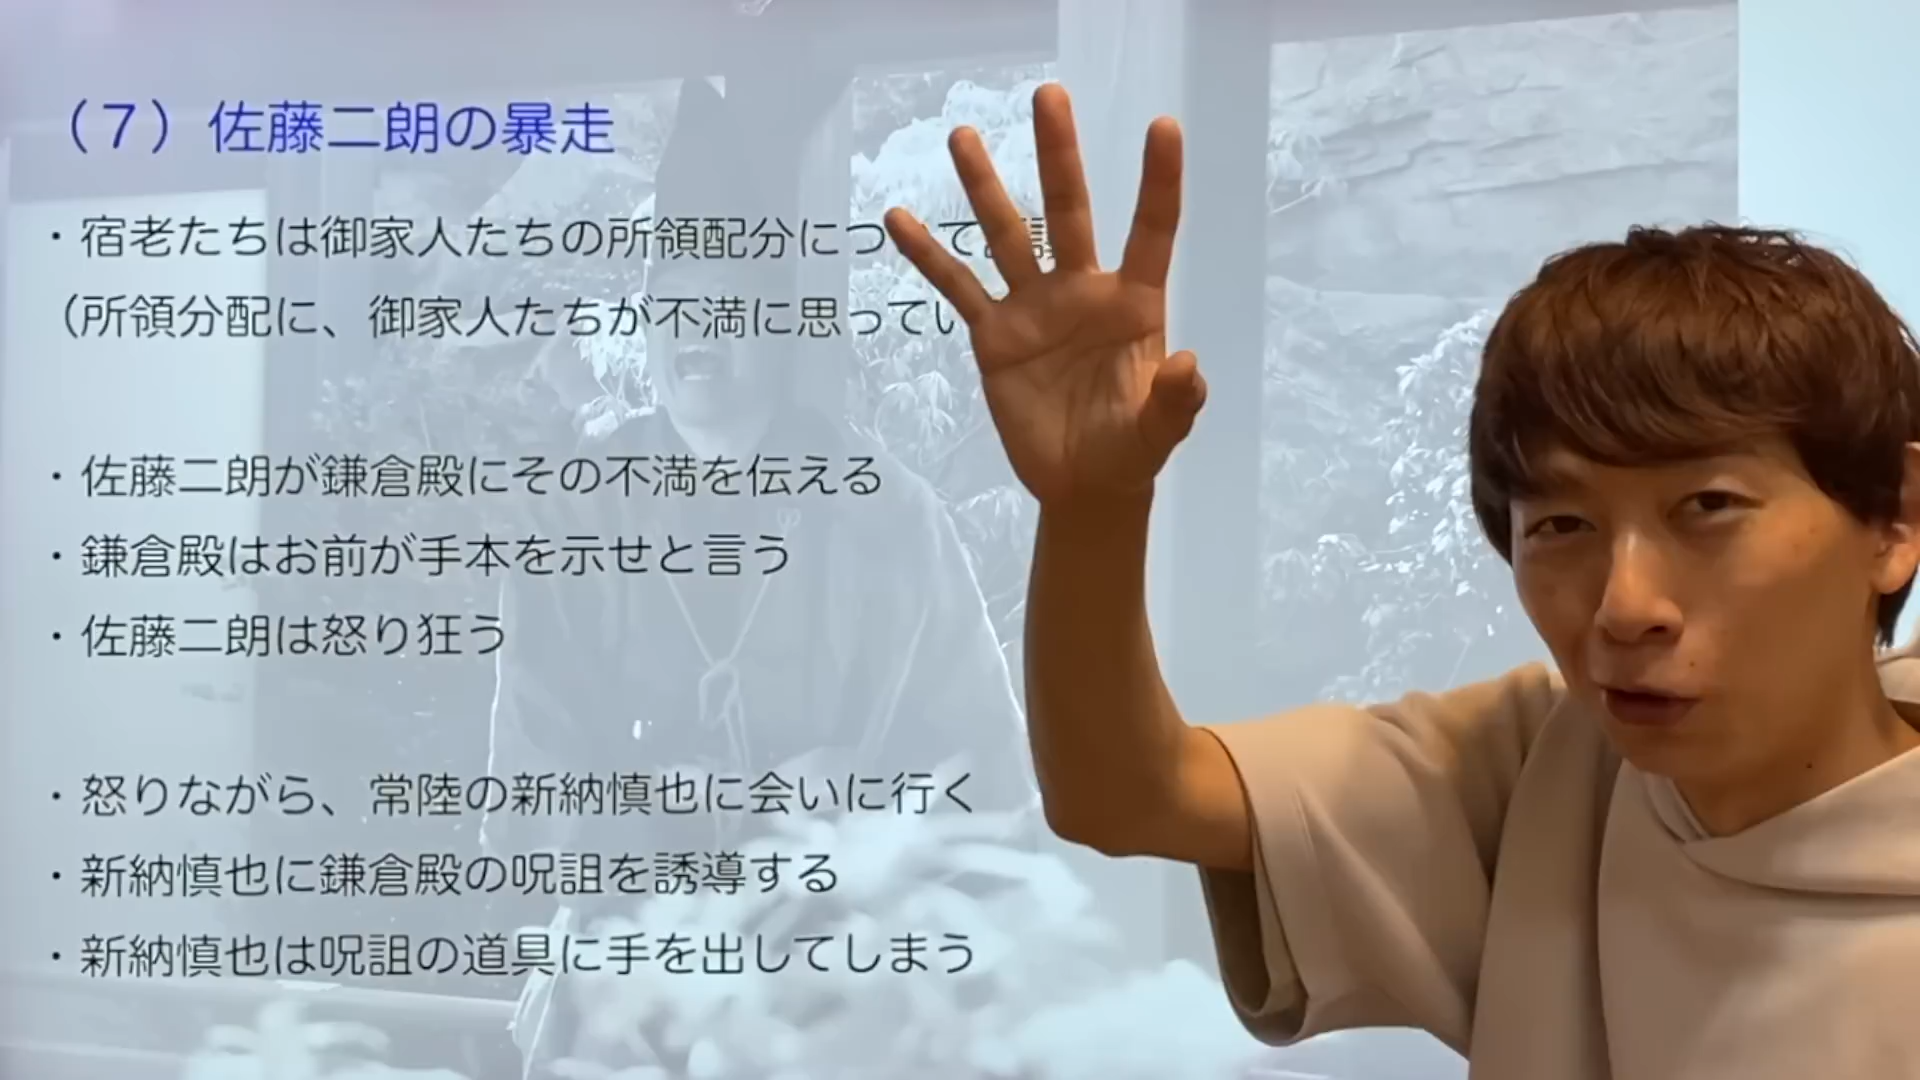 （７）佐藤二朗の暴走
・宿老たちは御家人たちの所領配分につ て
（所領分配に、御家人たちが不満に思ってい
・佐藤二朗が鎌倉殿にその不満を伝える
・鎌倉殿はお前が手本を示せと言う
・佐藤二朗は怒り狂う
・怒りながら、常陸の新納慎也に会いに行く
・新納慎也に鎌倉殿の呪詛を誘導する
・新納慎也は呪詛の道具に手を出してしまう